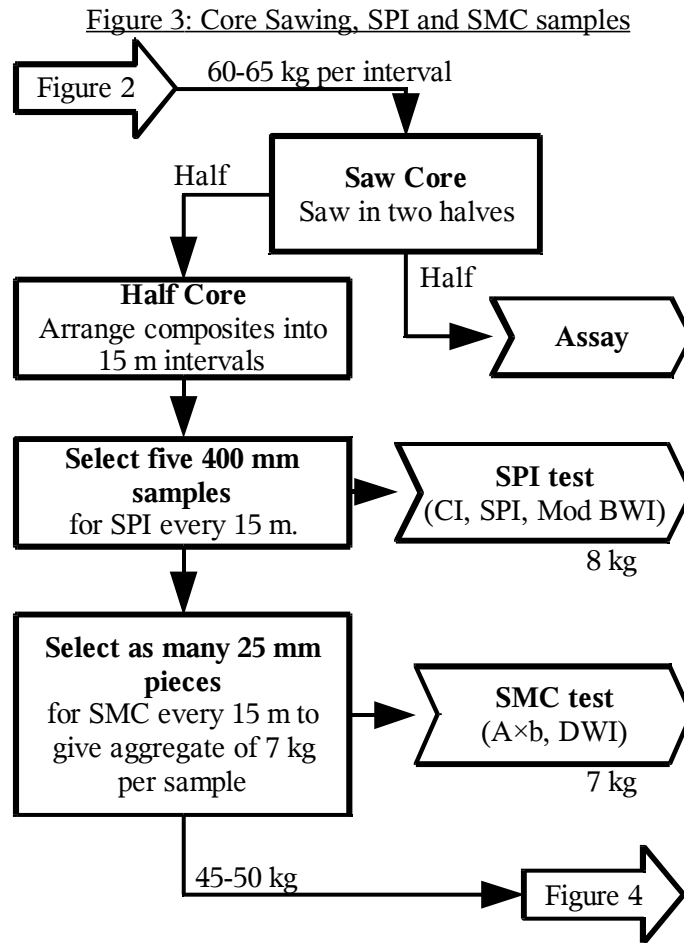 Figure 3: Core Sawing, SPI and SMC samples
Figure 2
60-65 kg per interval
Saw Core
Saw in two halves
Half
Half
Half Core
Arrange composites into
15 m intervals
Assay
Select five 400 mm
samples
for SPI every 15 m.
SPI test
(CI, SPI, Mod BWI)
8 kg
Select as many 25 mm
pieces
for SMC every 15 m to
give aggregate of 7 kg
per sample
SMC test
(A×b, DWI)
7 kg
45-50 kg
Figure 4